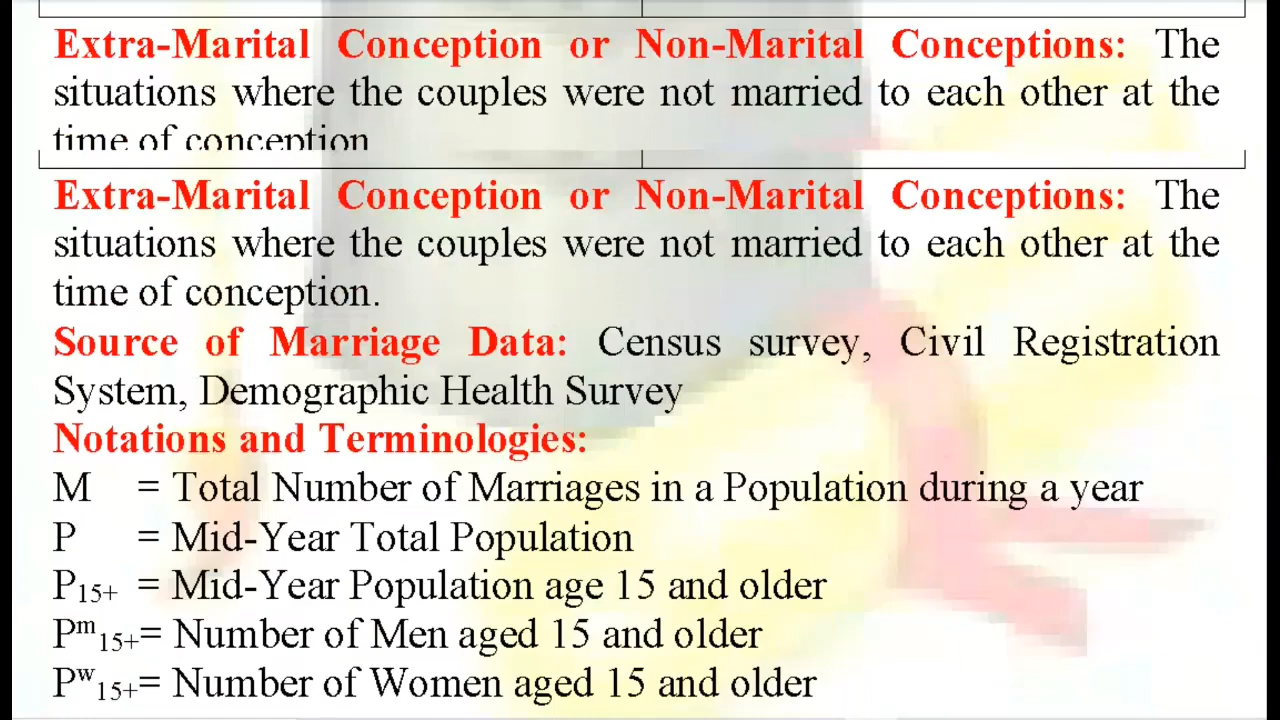 Extra-Marital Conception or Non-Marital Conceptions: The
situations where the couples were not married to each other at the
time of conception
Extra-Marital Conception or Non-Marital Conceptions: The
situations where the couples were not married to each other at the
time of conception.
Source of Marriage Data: Census survey, Civil Registration
System, Demographic Health Survey
Notations and Terminologies:
M = Total Number of Marriages in a Population during a year
P = Mid-Year Total Population
P₁₅₊ = Mid-Year Population age 15 and older
Pᵐ₁₅₊= Number of Men aged 15 and older
Pʷ₁₅₊= Number of Women aged 15 and older